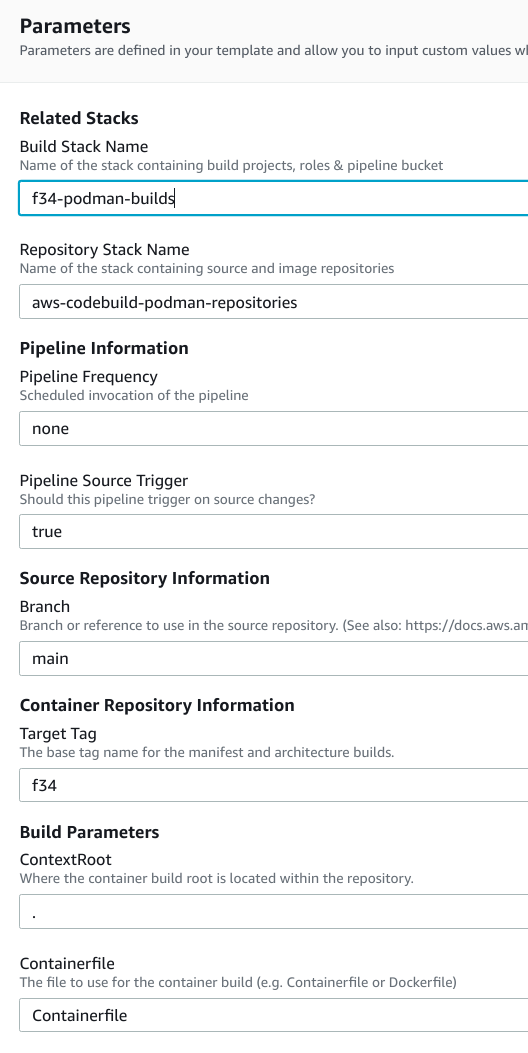 Parameters
Parameters are defined in your template and allow you to input custom values
Related Stacks
Build Stack Name
Name of the stack containing build projects, roles & pipeline bucket
f34-podman-builds
Repository Stack Name
Name of the stack containing source and image repositories
aws-codebuild-podman-repositories
Pipeline Information
Pipeline Frequency
Scheduled invocation of the pipeline
none
Pipeline Source Trigger
Should this pipeline trigger on source changes?
true
Source Repository Information
Branch
Branch or reference to use in the source repository. (See also: https://docs.aws.am
main
Container Repository Information
Target Tag
The base tag name for the manifest and architecture builds.
f34
Build Parameters
ContextRoot
Where the container build root is located within the repository.
.
Containerfile
The file to use for the container build (e.g. Containerfile or Dockerfile)
Containerfile